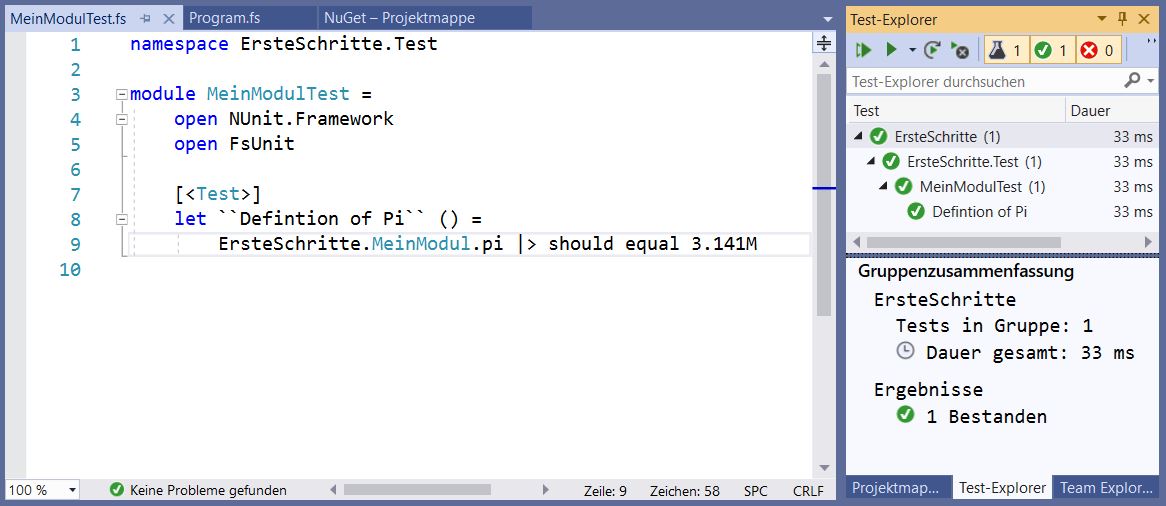 MeinModulTest.fs
Program.fs
NuGet – Projektmappe
1 namespace ErsteSchritte.Test
2
3 module MeinModulTest =
4 open NUnit.Framework
5 open FsUnit
6
7 [<Test>]
8 let ``Defintion of Pi`` () =
9 ErsteSchritte.MeinModul.pi |> should equal 3.141M
10
100 %
Keine Probleme gefunden
Zeile: 9
Zeichen: 58
SPC
CRLF
Test-Explorer
1 1 0
Test-Explorer durchsuchen
Test Dauer
ErsteSchritte (1) 33 ms
ErsteSchritte.Test (1) 33 ms
MeinModulTest (1) 33 ms
Defintion of Pi 33 ms
Gruppenzusammenfassung
ErsteSchritte
Tests in Gruppe: 1
Dauer gesamt: 33 ms
Ergebnisse
1 Bestanden
Projektmap...
Test-Explorer
Team Explor...